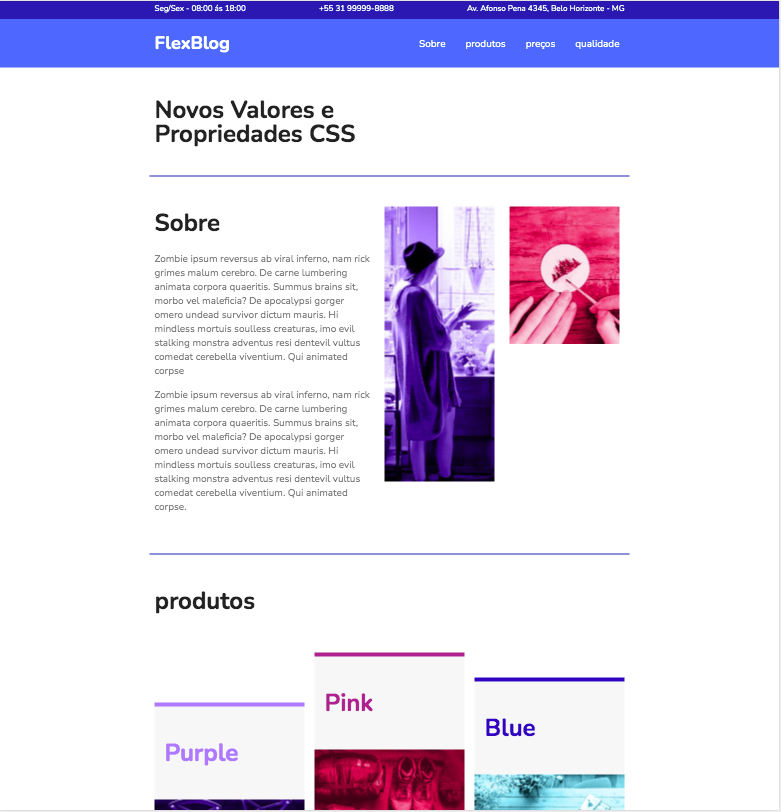 Seg/Sex - 08:00 ás 18:00
+55 31 99999-8888
Av. Afonso Pena 4345, Belo Horizonte - MG
FlexBlog
Sobre
produtos
preços
qualidade
Novos Valores e
Propriedades CSS
Sobre
Zombie ipsum reversus ab viral inferno, nam rick
grimes malum cerebro. De carne lumbering
animata corpora quaeritis. Summus brains sit,
morbo vel maleficia? De apocalypsi gorger
omero undead survivor dictum mauris. Hi
mindless mortuis soulless creaturas, imo evil
stalking monstra adventus resi dentevil vultus
comedat cerebella viventium. Qui animated
corpse
Zombie ipsum reversus ab viral inferno, nam rick
grimes malum cerebro. De carne lumbering
animata corpora quaeritis. Summus brains sit,
morbo vel maleficia? De apocalypsi gorger
omero undead survivor dictum mauris. Hi
mindless mortuis soulless creaturas, imo evil
stalking monstra adventus resi dentevil vultus
comedat cerebella viventium. Qui animated
corpse.
produtos
Purple
Pink
Blue